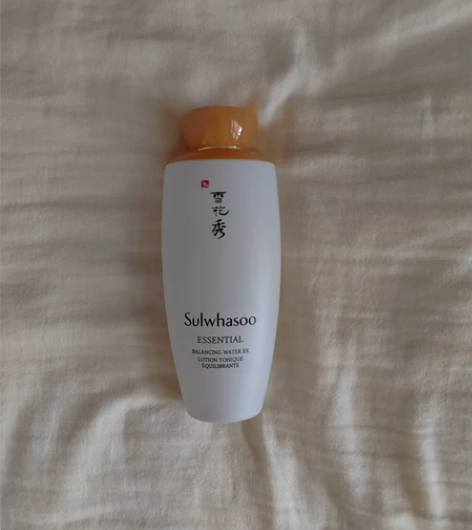 雪
花
秀
Sulwhasoo
ESSENTIAL
BALANCING WATER EX
LOTION TONIQUE
ÉQUILIBRANTE